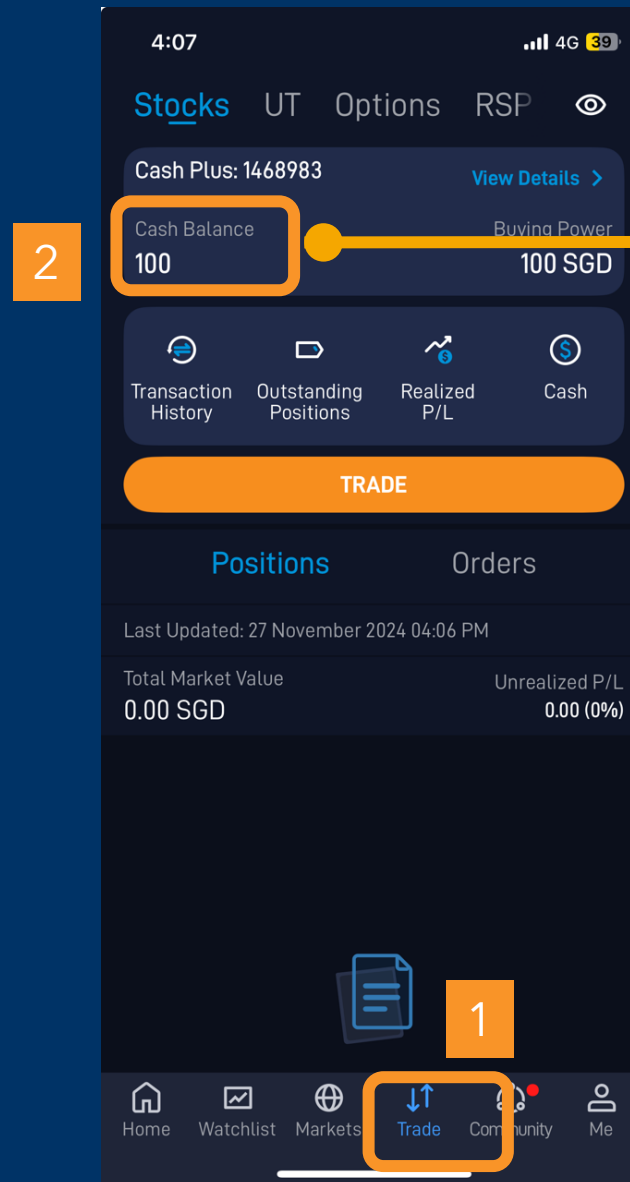 4:07
4G 39
Stocks UT Options RSP
Cash Plus: 1468983
View Details >
Cash Balance
Buying Power
2
100
100 SGD
Transaction History
Outstanding Positions
Realized P/L
Cash
TRADE
Positions Orders
Last Updated: 27 November 2024 04:06 PM
Total Market Value
Unrealized P/L
0.00 SGD
0.00 (0%)
1
Home Watchlist Markets Trade Community Me